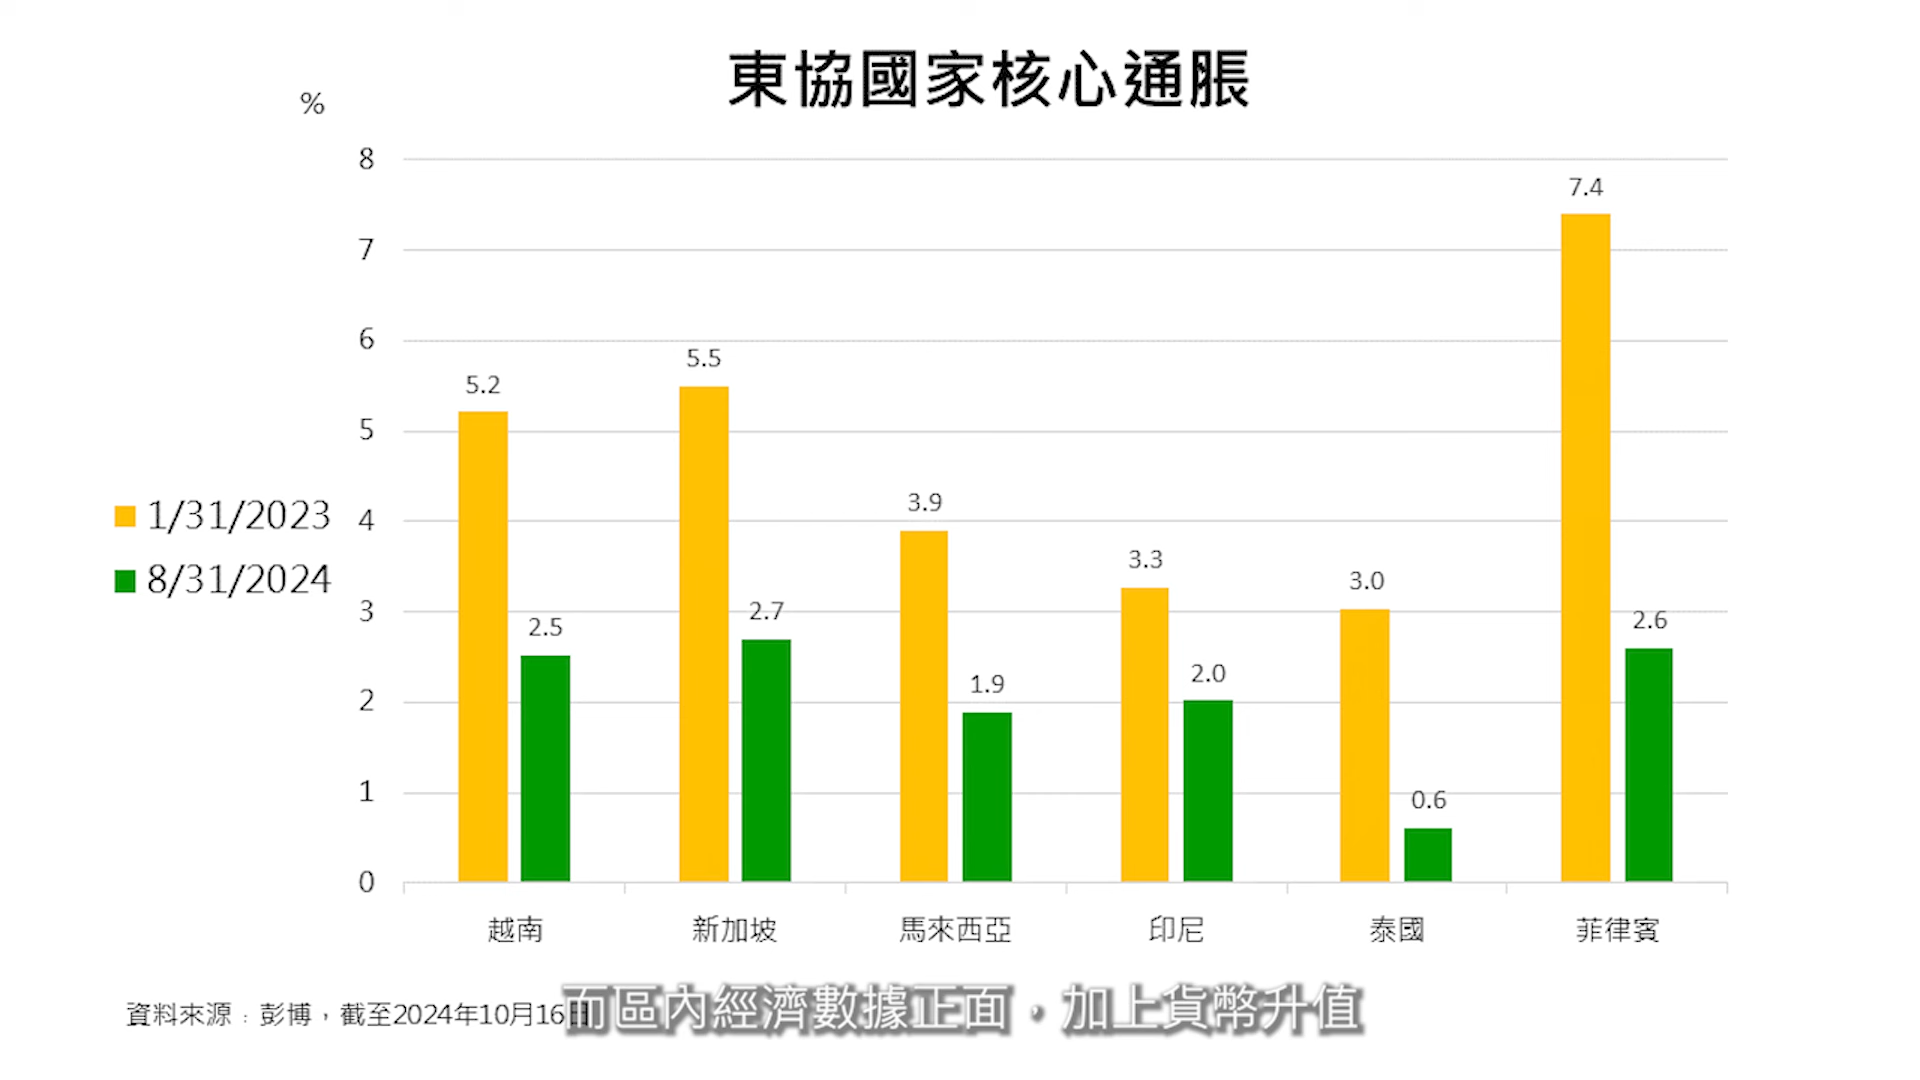 東協國家核心通脹
%
8
7
6
5
4
3
2
1
0
1/31/2023
8/31/2024
5.2
2.5
5.5
2.7
3.9
1.9
3.3
2.0
3.0
0.6
7.4
2.6
越南
新加坡
馬來西亞
印尼
泰國
菲律賓
資料來源：彭博，截至2024年10月16日
而區內經濟數據正面，加上貨幣升值